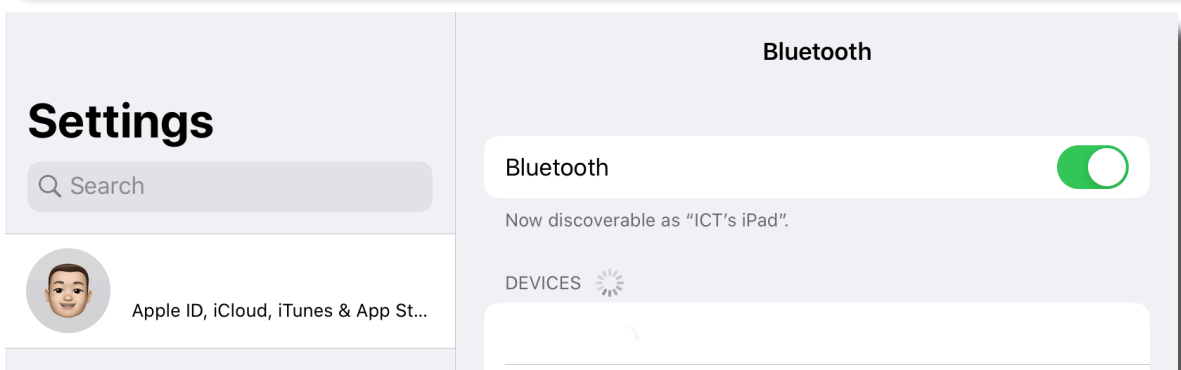 Settings
Search
Apple ID, iCloud, iTunes & App St...
Bluetooth
Bluetooth
Now discoverable as “ICT’s iPad”.
DEVICES